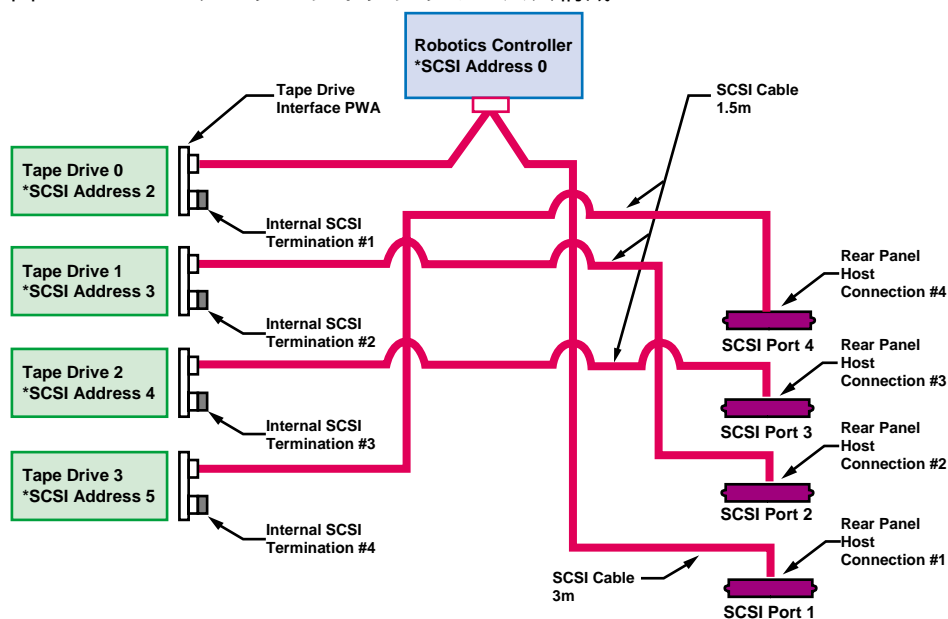 Robotics Controller
*SCSI Address 0
Tape Drive
Interface PWA
SCSI Cable
1.5m
Tape Drive 0
*SCSI Address 2
Internal SCSI
Termination #1
Tape Drive 1
*SCSI Address 3
Internal SCSI
Termination #2
Tape Drive 2
*SCSI Address 4
Internal SCSI
Termination #3
Tape Drive 3
*SCSI Address 5
Internal SCSI
Termination #4
Rear Panel
Host
Connection #4
SCSI Port 4
Rear Panel
Host
Connection #3
SCSI Port 3
Rear Panel
Host
Connection #2
SCSI Port 2
Rear Panel
Host
Connection #1
SCSI Port 1
SCSI Cable
3m